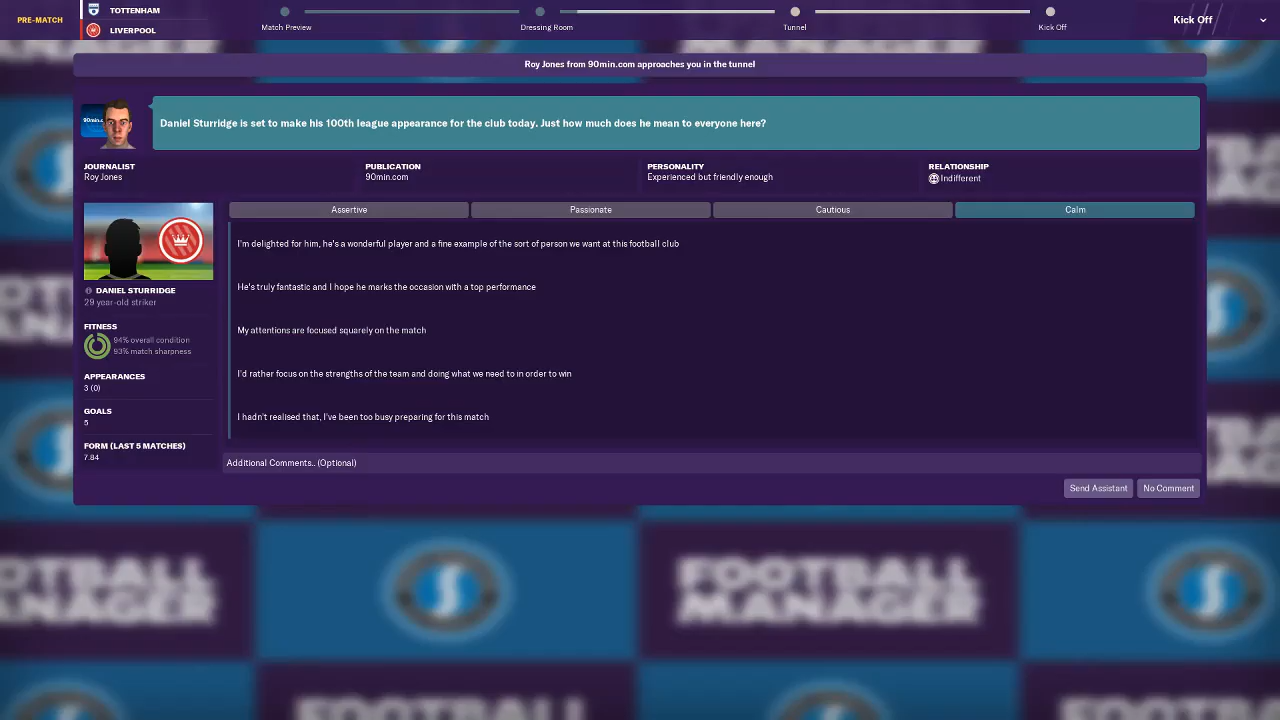 PRE-MATCH
TOTTENHAM
LIVERPOOL
Match Preview
Dressing Room
Tunnel
Kick Off
Kick Off
Roy Jones from 90min.com approaches you in the tunnel
Daniel Sturridge is set to make his 100th league appearance for the club today. Just how much does he mean to everyone here?
JOURNALIST
Roy Jones
PUBLICATION
90min.com
PERSONALITY
Experienced but friendly enough
RELATIONSHIP
Indifferent
Assertive
Passionate
Cautious
Calm
I'm delighted for him, he's a wonderful player and a fine example of the sort of person we want at this football club
He's truly fantastic and I hope he marks the occasion with a top performance
My attentions are focused squarely on the match
I'd rather focus on the strengths of the team and doing what we need to in order to win
I hadn't realised that, I've been too busy preparing for this match
DANIEL STURRIDGE
29 year-old striker
FITNESS
94% overall condition
93% match sharpness
APPEARANCES
3 (0)
GOALS
5
FORM (LAST 5 MATCHES)
7.84
Additional Comments.. (Optional)
Send Assistant
No Comment
FOOTBALL
MANAGER